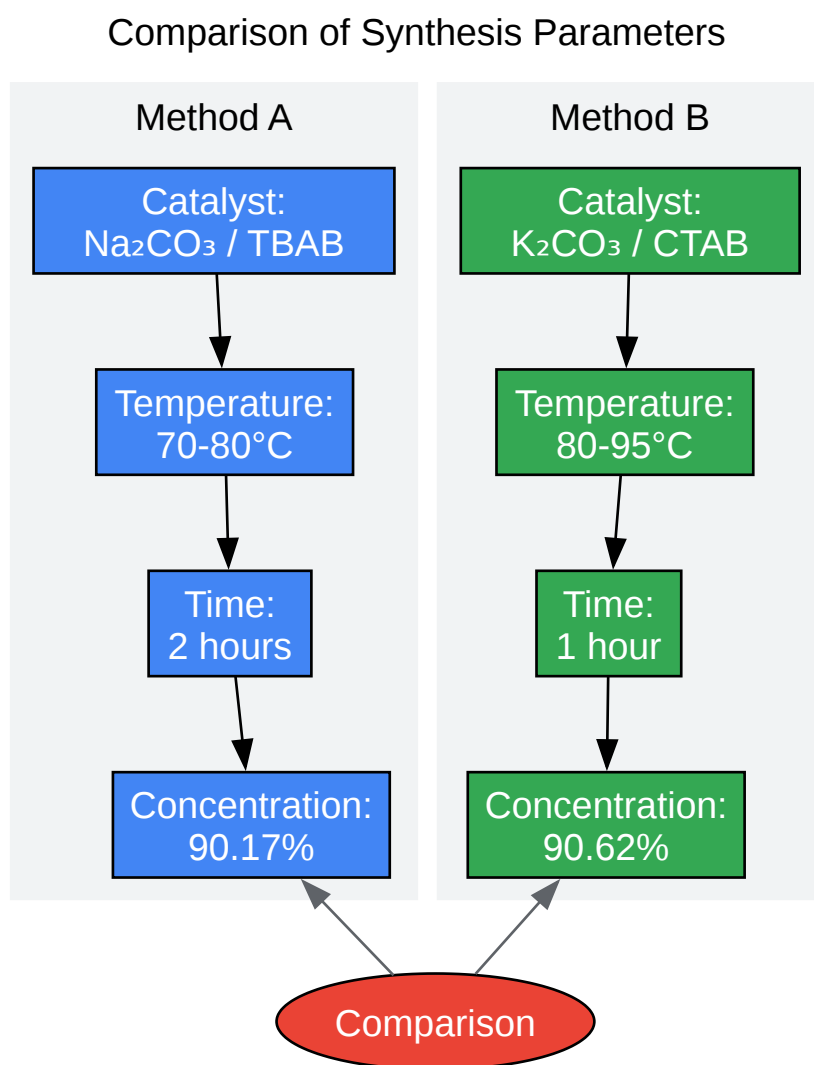 Comparison of Synthesis Parameters
Method A
Catalyst:
Na₂CO₃ / TBAB
Temperature:
70-80°C
Time:
2 hours
Concentration:
90.17%
Method B
Catalyst:
K₂CO₃ / CTAB
Temperature:
80-95°C
Time:
1 hour
Concentration:
90.62%
Comparison